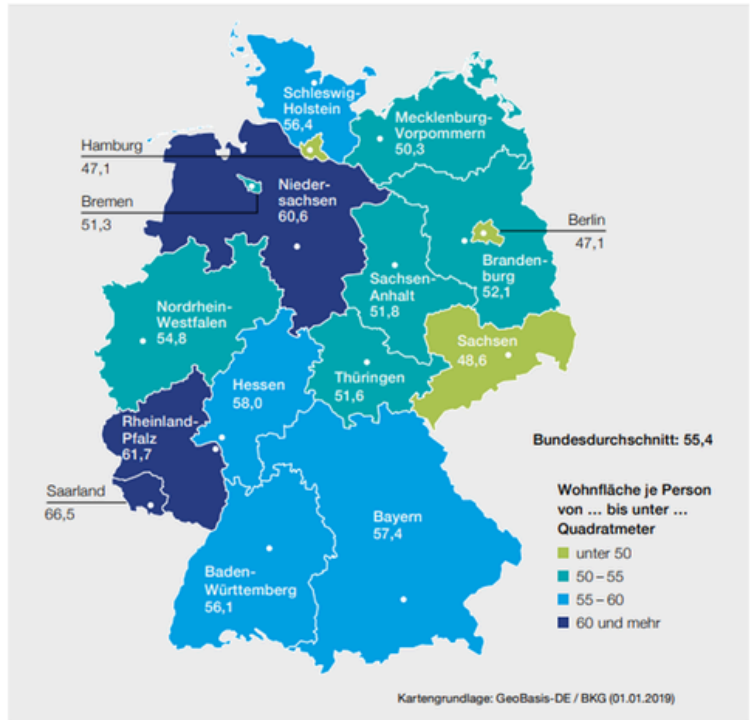 Schleswig-
Holstein
56,4
Mecklenburg-
Vorpommern
50,3
Hamburg
47,1
Bremen
51,3
Nieder-
sachsen
60,6
Berlin
47,1
Branden-
burg
52,1
Sachsen-
Anhalt
51,8
Nordrhein-
Westfalen
54,8
Sachsen
48,6
Thüringen
51,6
Hessen
58,0
Rheinland-
Pfalz
61,7
Saarland
66,5
Bayern
57,4
Baden-
Württemberg
56,1
Bundesdurchschnitt: 55,4
Wohnfläche je Person
von ... bis unter ...
Quadratmeter
unter 50
50 – 55
55 – 60
60 und mehr
Kartengrundlage: GeoBasis-DE / BKG (01.01.2019)